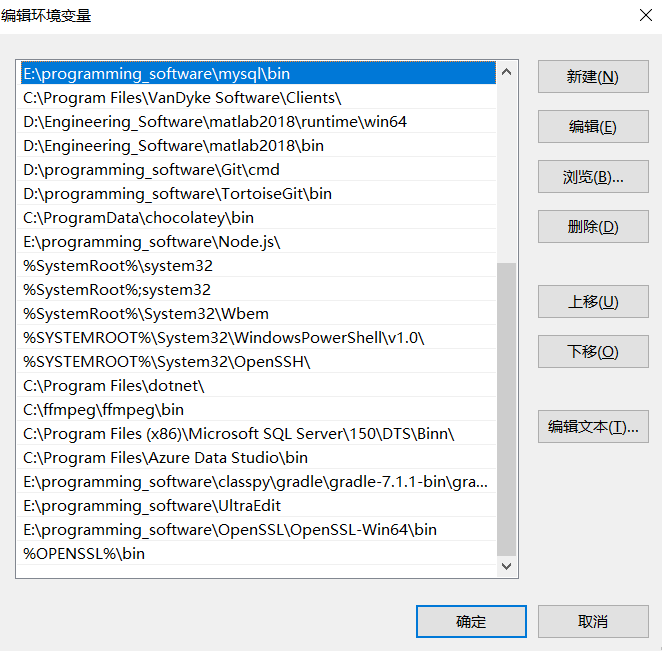 编辑环境变量
E:\programming_software\mysql\bin
C:\Program Files\VanDyke Software\Clients\
D:\Engineering_Software\matlab2018\runtime\win64
D:\Engineering_Software\matlab2018\bin
D:\programming_software\Git\cmd
D:\programming_software\TortoiseGit\bin
C:\ProgramData\chocolatey\bin
E:\programming_software\Node.js\
%SystemRoot%\system32
%SystemRoot%;system32
%SystemRoot%\System32\Wbem
%SYSTEMROOT%\System32\WindowsPowerShell\v1.0\
%SYSTEMROOT%\System32\OpenSSH\
C:\Program Files\dotnet\
C:\ffmpeg\ffmpeg\bin
C:\Program Files (x86)\Microsoft SQL Server\150\DTS\Binn\
C:\Program Files\Azure Data Studio\bin
E:\programming_software\classpy\gradle\gradle-7.1.1-bin\gra...
E:\programming_software\UltraEdit
E:\programming_software\OpenSSL\OpenSSL-Win64\bin
%OPENSSL%\bin
新建(N)
编辑(E)
浏览(B)...
删除(D)
上移(U)
下移(O)
编辑文本(T)...
确定
取消